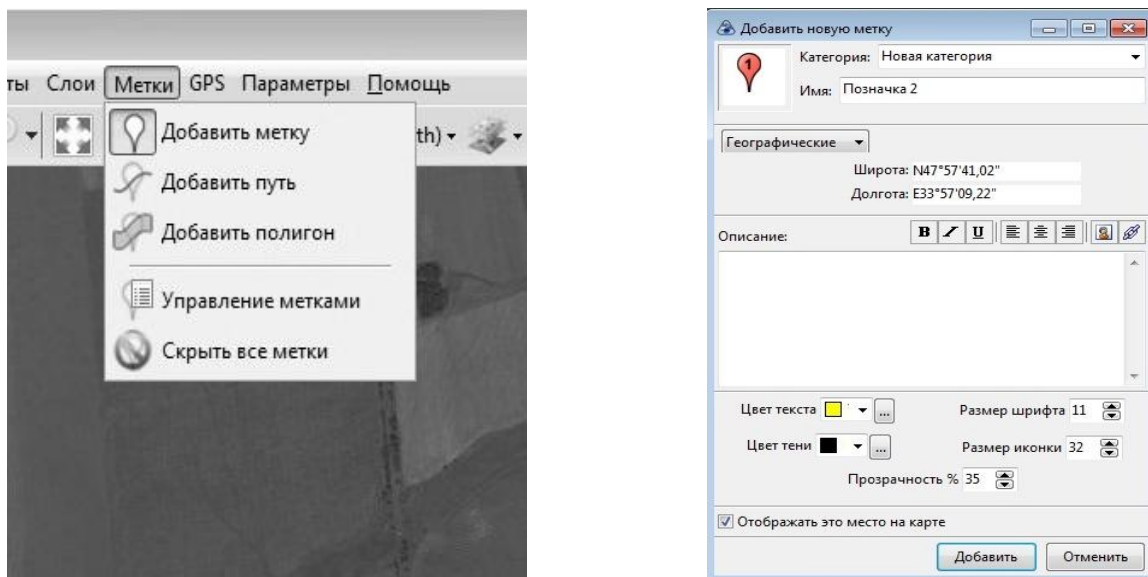 ты Слои Метки GPS Параметры Помощь
Добавить метку
th)
Добавить путь
Добавить полигон
Управление метками
Скрыть все метки
Добавить новую метку
1
Категория: Новая категория
Имя: Позначка 2
Географические
Широта: N47°57'41,02"
Долгота: E33°57'09,22"
Описание:
B I U
Цвет текста ... Размер шрифта 11
Цвет тени ... Размер иконки 32
Прозрачность % 35
Отображать это место на карте
Добавить Отменить